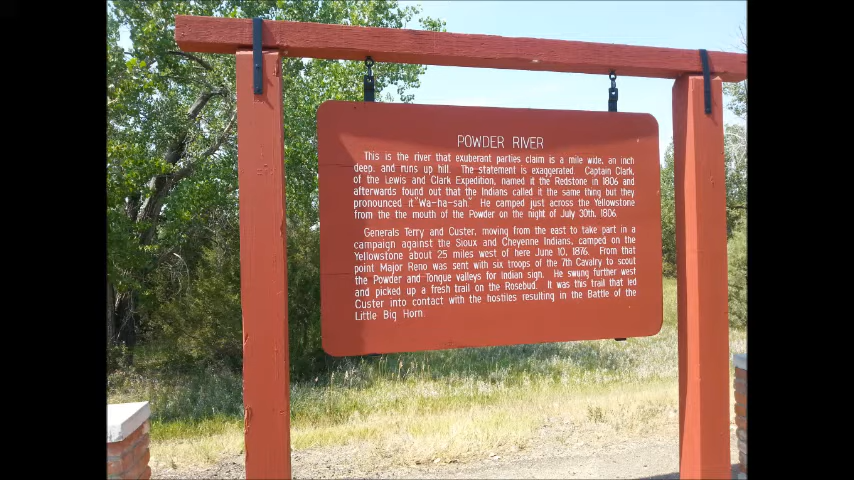 POWDER RIVER
This is the river that exuberant parties claim is a mile wide, an inch
deep, and runs up hill. The statement is exaggerated. Captain Clark,
of the Lewis and Clark Expedition, named it the Redstone in 1806 and
afterwards found out that the Indians called it the same thing but they
pronounced it "Wa-ha-sah." He camped just across the Yellowstone
from the the mouth of the Powder on the night of July 30th, 1806.
Generals Terry and Custer, moving from the east to take part in a
campaign against the Sioux and Cheyenne Indians, camped on the
Yellowstone about 25 miles west of here June 10, 1876. From that
point Major Reno was sent with six troops of the 7th Cavalry to scout
the Powder and Tongue valleys for Indian sign. He swung further west
and picked up a fresh trail on the Rosebud. It was this trail that led
Custer into contact with the hostiles resulting in the Battle of the
Little Big Horn.